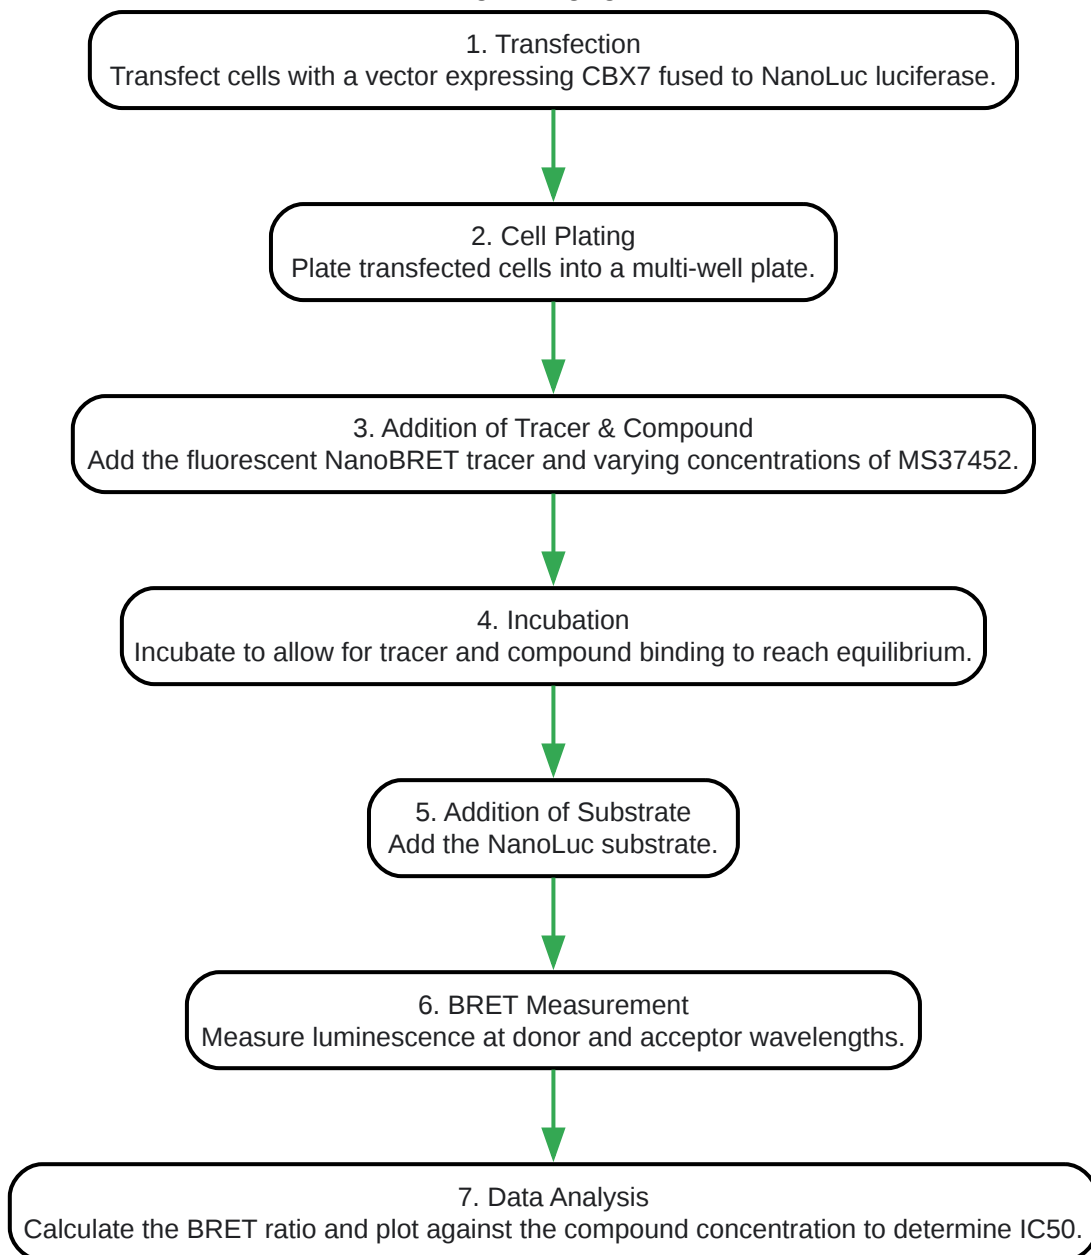 1. Transfection
Transfect cells with a vector expressing CBX7 fused to NanoLuc luciferase.
2. Cell Plating
Plate transfected cells into a multi-well plate.
3. Addition of Tracer & Compound
Add the fluorescent NanoBRET tracer and varying concentrations of MS37452.
4. Incubation
Incubate to allow for tracer and compound binding to reach equilibrium.
5. Addition of Substrate
Add the NanoLuc substrate.
6. BRET Measurement
Measure luminescence at donor and acceptor wavelengths.
7. Data Analysis
Calculate the BRET ratio and plot against the compound concentration to determine IC50.